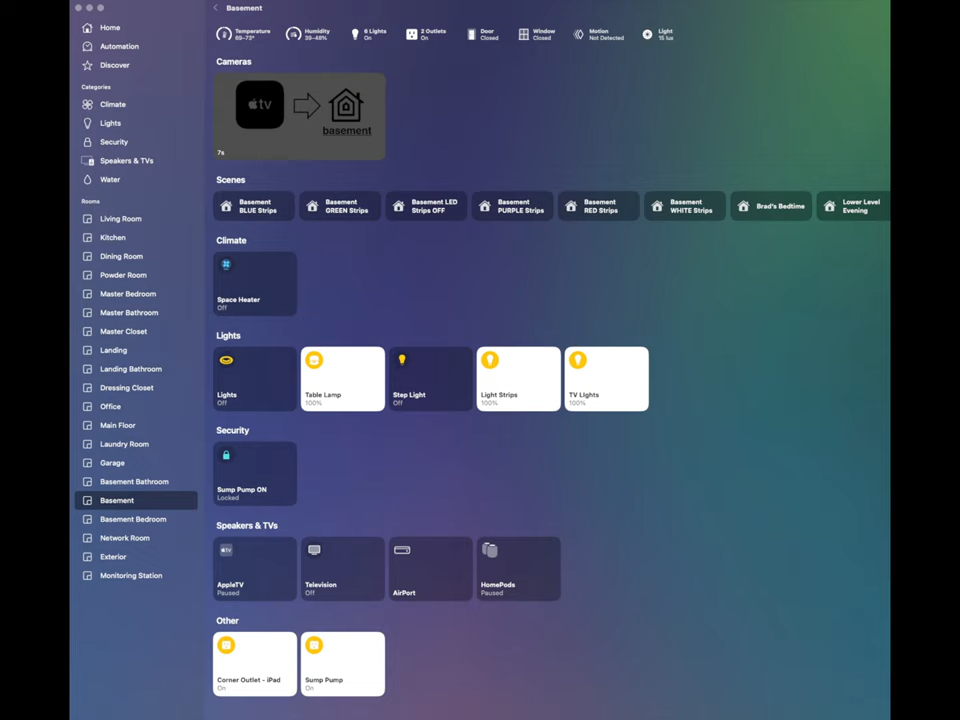 Home
Automation
Discover
Categories
Climate
Lights
Security
Speakers & TVs
Water
Rooms
Living Room
Kitchen
Dining Room
Powder Room
Master Bedroom
Master Bathroom
Master Closet
Landing
Landing Bathroom
Dressing Closet
Office
Main Floor
Laundry Room
Garage
Basement Bathroom
Basement
Basement Bedroom
Network Room
Exterior
Monitoring Station
Basement
Temperature
69–73°
Humidity
39–48%
6 Lights
On
2 Outlets
On
Door
Closed
Window
Closed
Motion
Not Detected
Light
15 lux
Cameras
tv
basement
7s
Scenes
Basement
BLUE Strips
Basement
GREEN Strips
Basement LED
Strips OFF
Basement
PURPLE Strips
Basement
RED Strips
Basement
WHITE Strips
Brad's Bedtime
Lower Level
Evening
Climate
Space Heater
Off
Lights
Lights
Off
Table Lamp
100%
Step Light
Off
Light Strips
100%
TV Lights
100%
Security
Sump Pump ON
Locked
Speakers & TVs
tv
AppleTV
Paused
Television
Off
AirPort
HomePods
Paused
Other
Corner Outlet - iPad
On
Sump Pump
On